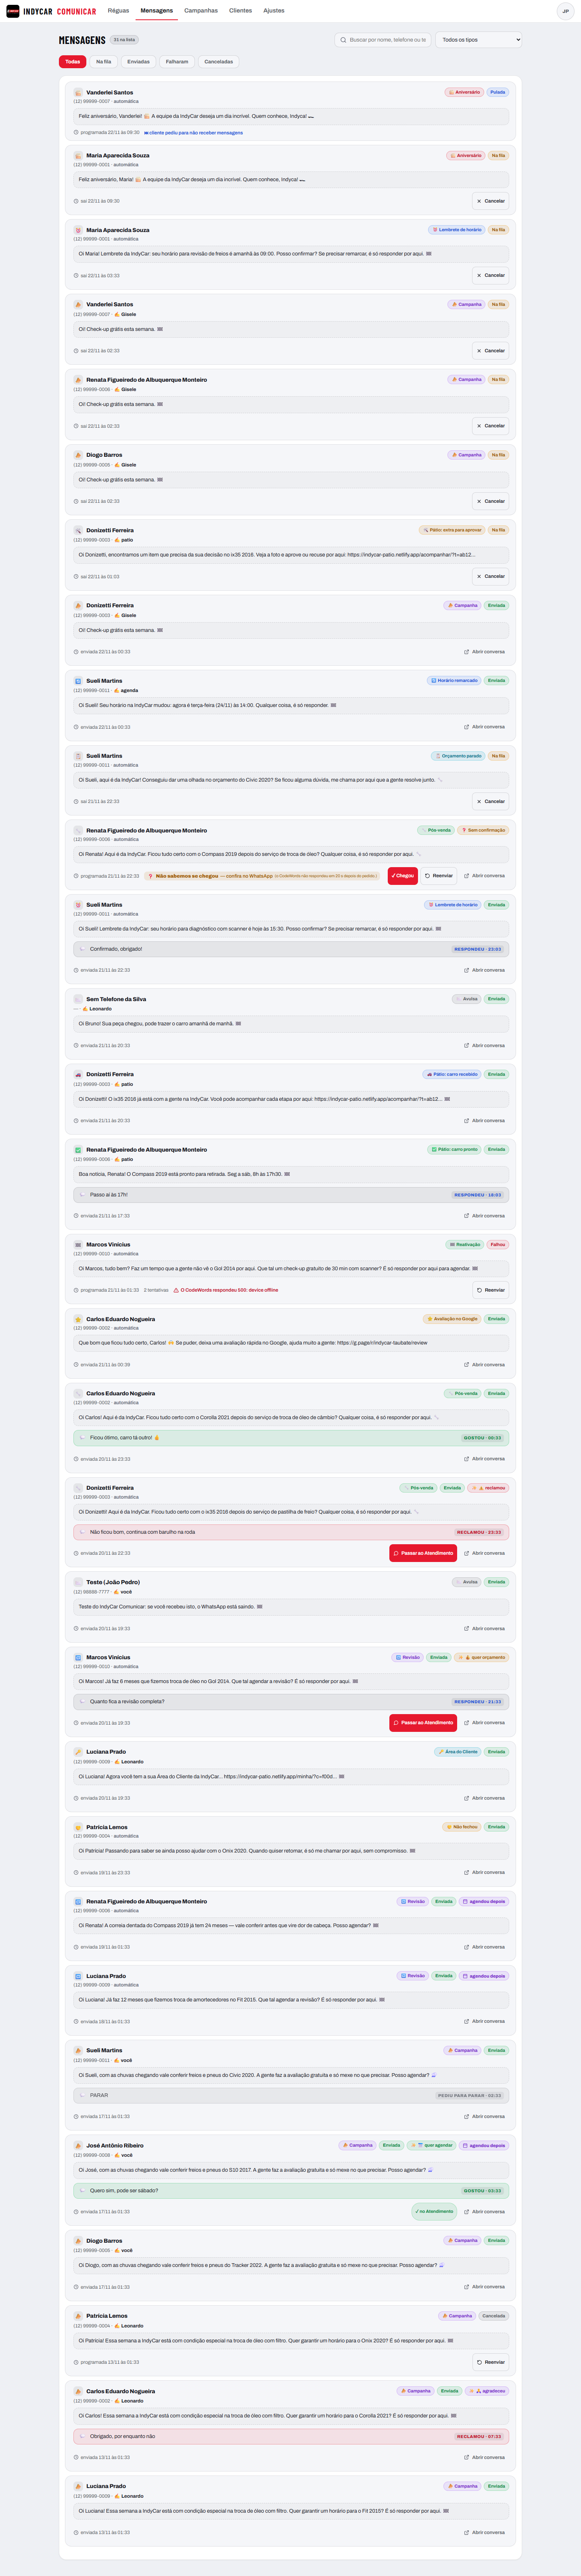 INDYCAR COMUNICAR Réguas Mensagens Campanhas Clientes Ajustes JP
MENSAGENS 31 na lista Buscar por nome, telefone ou te Todos os tipos
Todas Na fila Enviadas Falharam Canceladas
Vanderlei Santos Aniversário Pulada
(12) 99999-0007 · automática
Feliz aniversário, Vanderlei! A equipe da IndyCar deseja um dia incrível. Quem conhece, Indyca!
programada 22/11 às 09:30 cliente pediu para não receber mensagens
Maria Aparecida Souza Aniversário Na fila
(12) 99999-0001 · automática
Feliz aniversário, Maria! A equipe da IndyCar deseja um dia incrível. Quem conhece, Indyca!
sai 22/11 às 09:30 Cancelar
Maria Aparecida Souza Lembrete de horário Na fila
(12) 99999-0001 · automática
Oi Maria! Lembrete da IndyCar: seu horário para revisão de freios é amanhã às 09:00. Posso confirmar? Se precisar remarcar, é só responder por aqui.
sai 22/11 às 03:33 Cancelar
Vanderlei Santos Campanha Na fila
(12) 99999-0007 · Gisele
Oi! Check-up grátis esta semana.
sai 22/11 às 02:33 Cancelar
Renata Figueiredo de Albuquerque Monteiro Campanha Na fila
(12) 99999-0006 · Gisele
Oi! Check-up grátis esta semana.
sai 22/11 às 02:33 Cancelar
Diogo Barros Campanha Na fila
(12) 99999-0005 · Gisele
Oi! Check-up grátis esta semana.
sai 22/11 às 02:33 Cancelar
Donizetti Ferreira Pátio: extra para aprovar Na fila
(12) 99999-0003 · patio
Oi Donizetti, encontramos um item que precisa da sua decisão no ix35 2016. Veja a foto e aprove ou recuse por aqui: https://indycar-patio.netlify.app/acompanhar/?t=ab12...
sai 22/11 às 01:03 Cancelar
Donizetti Ferreira Campanha Enviada
(12) 99999-0003 · Gisele
Oi! Check-up grátis esta semana.
enviada 22/11 às 00:33 Abrir conversa
Sueli Martins Horário remarcado Enviada
(12) 99999-0011 · agenda
Oi Sueli! Seu horário na IndyCar mudou: agora é terça-feira (24/11) às 14:00. Qualquer coisa, é só responder.
enviada 22/11 às 00:33 Abrir conversa
Sueli Martins Orçamento parado Na fila
(12) 99999-0011 · automática
Oi Sueli, aqui é da IndyCar! Conseguiu dar uma olhada no orçamento do Civic 2020? Se ficou alguma dúvida, me chama por aqui que a gente resolve junto.
sai 21/11 às 22:33 Cancelar
Renata Figueiredo de Albuquerque Monteiro Pós-venda Sem confirmação
(12) 99999-0006 · automática
Oi Renata! Aqui é da IndyCar. Ficou tudo certo com o Compass 2019 depois do serviço de troca de óleo? Qualquer coisa, é só responder por aqui.
programada 21/11 às 22:33 Não sabemos se chegou — confira no WhatsApp Chegou Reenviar Abrir conversa
Sueli Martins Lembrete de horário Enviada
(12) 99999-0011 · automática
Oi Sueli! Lembrete da IndyCar: seu horário para diagnóstico com scanner é hoje às 15:30. Posso confirmar? Se precisar remarcar, é só responder por aqui.
Confirmado, obrigado! RESPONDEU · 23:03
enviada 21/11 às 22:33 Abrir conversa
Sem Telefone da Silva Avulsa Enviada
— · Leonardo
Oi Bruno! Sua peça chegou, pode trazer o carro amanhã de manhã.
enviada 21/11 às 20:33 Abrir conversa
Donizetti Ferreira Pátio: carro recebido Enviada
(12) 99999-0003 · patio
Oi Donizetti! O ix35 2016 já está com a gente na IndyCar. Você pode acompanhar cada etapa por aqui: https://indycar-patio.netlify.app/acompanhar/?t=ab12...
enviada 21/11 às 20:33 Abrir conversa
Renata Figueiredo de Albuquerque Monteiro Pátio: carro pronto Enviada
(12) 99999-0006 · patio
Boa notícia, Renata! O Compass 2019 está pronto para retirada. Seg a sáb, 8h às 17h30.
Passo aí às 17h! RESPONDEU · 18:03
enviada 21/11 às 17:33 Abrir conversa
Marcos Vinicius Reativação Falhou
(12) 99999-0010 · automática
Oi Marcos, tudo bem? Faz um tempo que a gente não vê o Gol 2014 por aqui. Que tal um check-up gratuito de 30 min com scanner? É só responder por aqui para agendar.
programada 21/11 às 01:33 2 tentativas O CodeWords respondeu 500: device offline Reenviar
Carlos Eduardo Nogueira Avaliação no Google Enviada
(12) 99999-0002 · automática
Que bom que ficou tudo certo, Carlos! Se puder, deixa uma avaliação rápida no Google, ajuda muito a gente: https://g.page/r/indycar-taubate/review
enviada 21/11 às 00:39 Abrir conversa
Carlos Eduardo Nogueira Pós-venda Enviada
(12) 99999-0002 · automática
Oi Carlos! Aqui é da IndyCar. Ficou tudo certo com o Corolla 2021 depois do serviço de troca de óleo de câmbio? Qualquer coisa, é só responder por aqui.
Ficou ótimo, carro tá outro! GOSTOU · 00:33
enviada 20/11 às 23:33 Abrir conversa
Donizetti Ferreira Pós-venda Enviada reclamou
(12) 99999-0003 · automática
Oi Donizetti! Aqui é da IndyCar. Ficou tudo certo com o ix35 2016 depois do serviço de pastilha de freio? Qualquer coisa, é só responder por aqui.
Não ficou bom, continua com barulho na roda RECLAMOU · 23:33
enviada 20/11 às 22:33 Passar ao Atendimento Abrir conversa
Teste (João Pedro) Avulsa Enviada
(12) 98888-7777 · você
Teste do IndyCar Comunicar: se você recebeu isto, o WhatsApp está saindo.
enviada 20/11 às 19:33 Abrir conversa
Marcos Vinicius Revisão Enviada quer orçamento
(12) 99999-0010 · automática
Oi Marcos! Já faz 6 meses que fizemos troca de óleo no Gol 2014. Que tal agendar a revisão? É só responder por aqui.
Quanto fica a revisão completa? RESPONDEU · 21:33
enviada 20/11 às 19:33 Passar ao Atendimento Abrir conversa
Luciana Prado Área do Cliente Enviada
(12) 99999-0009 · Leonardo
Oi Luciana! Agora você tem a sua Área do Cliente da IndyCar... https://indycar-patio.netlify.app/minha/?c=f00d...
enviada 20/11 às 19:33 Abrir conversa
Patrícia Lemos Não fechou Enviada
(12) 99999-0004 · automática
Oi Patrícia! Passando para saber se ainda posso ajudar com o Onix 2020. Quando quiser retomar, é só me chamar por aqui, sem compromisso.
enviada 19/11 às 23:33 Abrir conversa
Renata Figueiredo de Albuquerque Monteiro Revisão Enviada agendou depois
(12) 99999-0006 · automática
Oi Renata! A correia dentada do Compass 2019 já tem 24 meses — vale conferir antes que vire dor de cabeça. Posso agendar?
enviada 19/11 às 01:33 Abrir conversa
Luciana Prado Revisão Enviada agendou depois
(12) 99999-0009 · automática
Oi Luciana! Já faz 12 meses que fizemos troca de amortecedores no Fit 2015. Que tal agendar a revisão? É só responder por aqui.
enviada 18/11 às 01:33 Abrir conversa
Sueli Martins Campanha Enviada
(12) 99999-0011 · você
Oi Sueli, com as chuvas chegando vale conferir freios e pneus do Civic 2020. A gente faz a avaliação gratuita e só mexe no que precisar. Posso agendar?
PARAR PEDIU PARA PARAR · 02:33
enviada 17/11 às 01:33 Abrir conversa
José Antônio Ribeiro Campanha Enviada quer agendar agendou depois
(12) 99999-0008 · você
Oi José, com as chuvas chegando vale conferir freios e pneus do S10 2017. A gente faz a avaliação gratuita e só mexe no que precisar. Posso agendar?
Quero sim, pode ser sábado? GOSTOU · 03:33
enviada 17/11 às 01:33 no Atendimento Abrir conversa
Diogo Barros Campanha Enviada
(12) 99999-0005 · você
Oi Diogo, com as chuvas chegando vale conferir freios e pneus do Tracker 2022. A gente faz a avaliação gratuita e só mexe no que precisar. Posso agendar?
enviada 17/11 às 01:33 Abrir conversa
Patrícia Lemos Campanha Cancelada
(12) 99999-0004 · Leonardo
Oi Patrícia! Essa semana a IndyCar está com condição especial na troca de óleo com filtro. Quer garantir um horário para o Onix 2020? É só responder por aqui.
programada 13/11 às 01:33 Reenviar
Carlos Eduardo Nogueira Campanha Enviada agradeceu
(12) 99999-0002 · Leonardo
Oi Carlos! Essa semana a IndyCar está com condição especial na troca de óleo com filtro. Quer garantir um horário para o Corolla 2021? É só responder por aqui.
Obrigado, por enquanto não RECLAMOU · 07:33
enviada 13/11 às 01:33 Abrir conversa
Luciana Prado Campanha Enviada
(12) 99999-0009 · Leonardo
Oi Luciana! Essa semana a IndyCar está com condição especial na troca de óleo com filtro. Quer garantir um horário para o Fit 2015? É só responder por aqui.
enviada 13/11 às 01:33 Abrir conversa